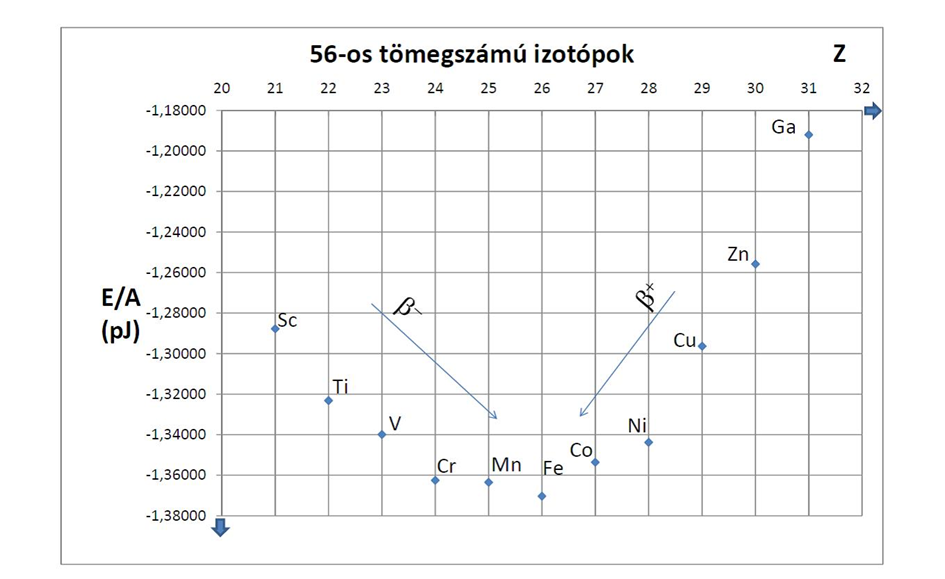 56-os tömegszámú izotópok
Z
20 21 22 23 24 25 26 27 28 29 30 31 32
-1,18000
-1,20000
-1,22000
-1,24000
-1,26000
-1,28000
-1,30000
-1,32000
-1,34000
-1,36000
-1,38000
E/A
(pJ)
Ga
Zn
β-
β+
Sc
Cu
Ti
V
Ni
Co
Cr
Mn
Fe